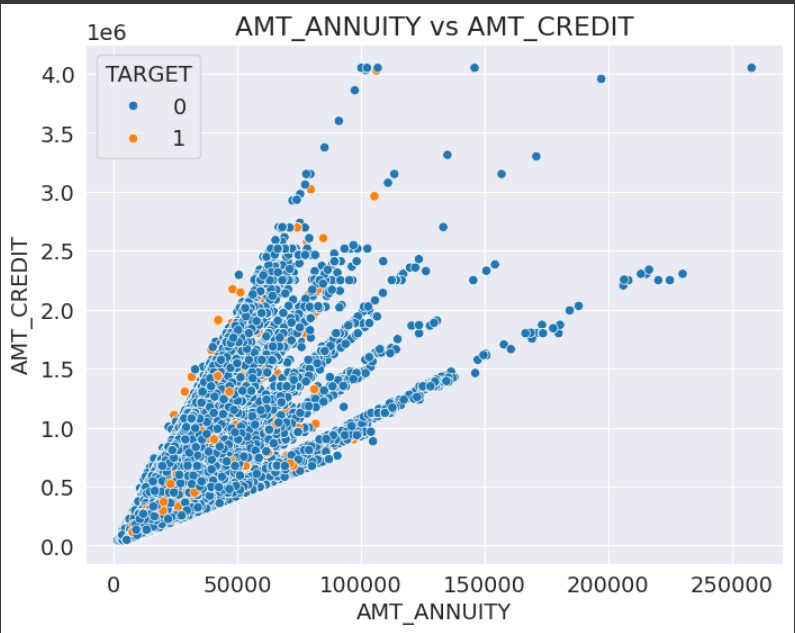 AMT_ANNUITY vs AMT_CREDIT
1e6
TARGET
0
1
4.0
3.5
3.0
2.5
2.0
1.5
1.0
0.5
0.0
AMT_CREDIT
0 50000 100000 150000 200000 250000
AMT_ANNUITY